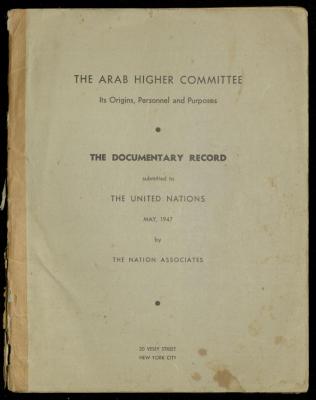 THE ARAB HIGHER COMMITTEE
Its Origins, Personnel and Purposes
THE DOCUMENTARY RECORD
submitted to
THE UNITED NATIONS
MAY, 1947
by
THE NATION ASSOCIATES
20 VESEY STREET
NEW YORK CITY